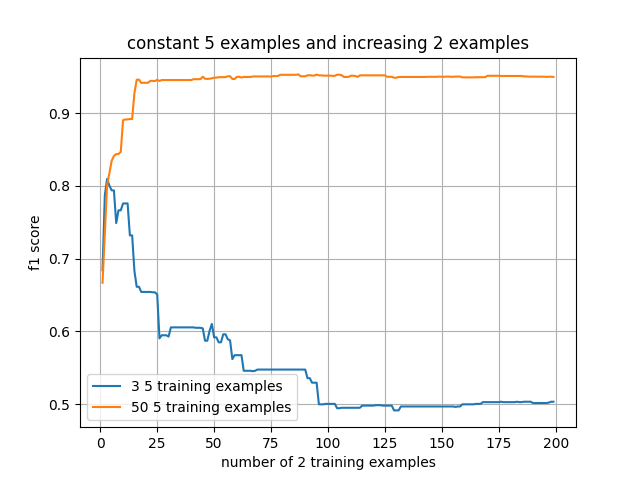 constant 5 examples and increasing 2 examples
f1 score
0.9
0.8
0.7
0.6
0.5
3 5 training examples
50 5 training examples
0 25 50 75 100 125 150 175 200
number of 2 training examples